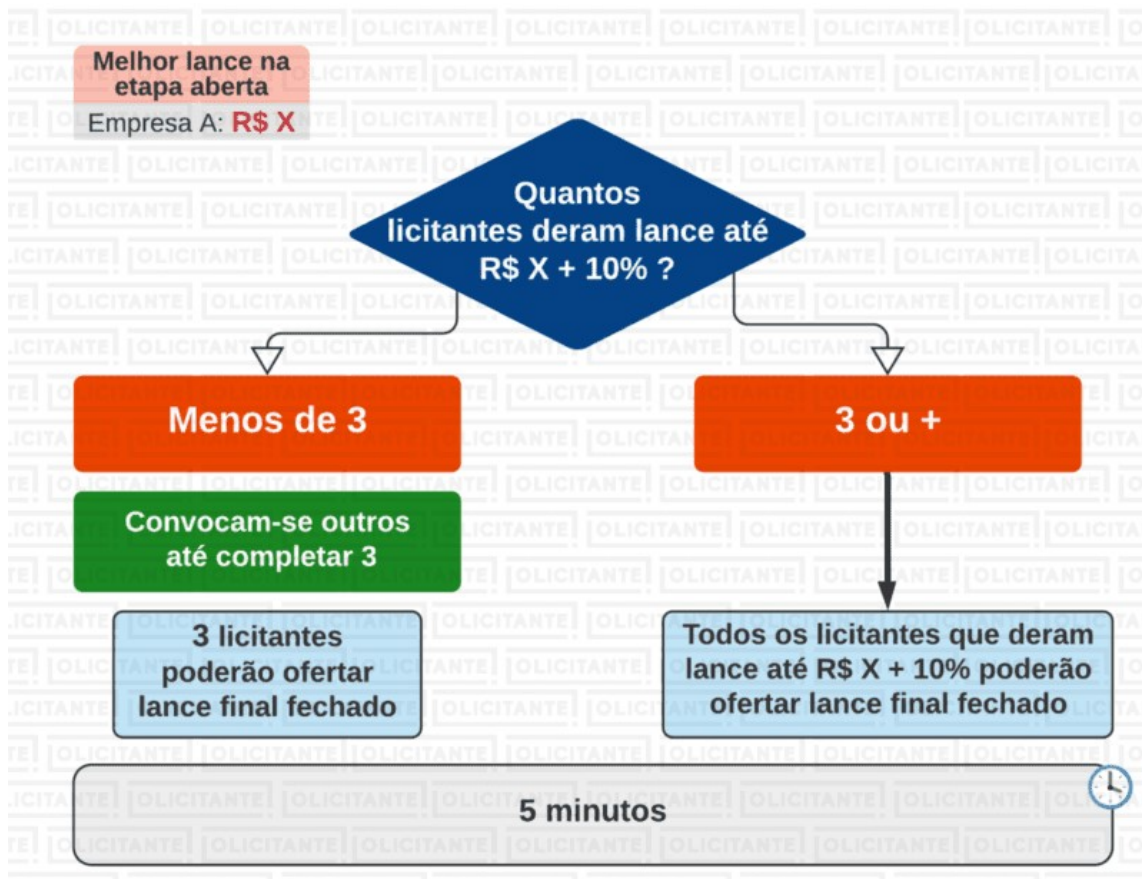 Melhor lance na
etapa aberta
Empresa A: R$ X
Quantos
licitantes deram lance até
R$ X + 10% ?
Menos de 3
3 ou +
Convocam-se outros
até completar 3
3 licitantes
poderão ofertar
lance final fechado
Todos os licitantes que deram
lance até R$ X + 10% poderão
ofertar lance final fechado
5 minutos